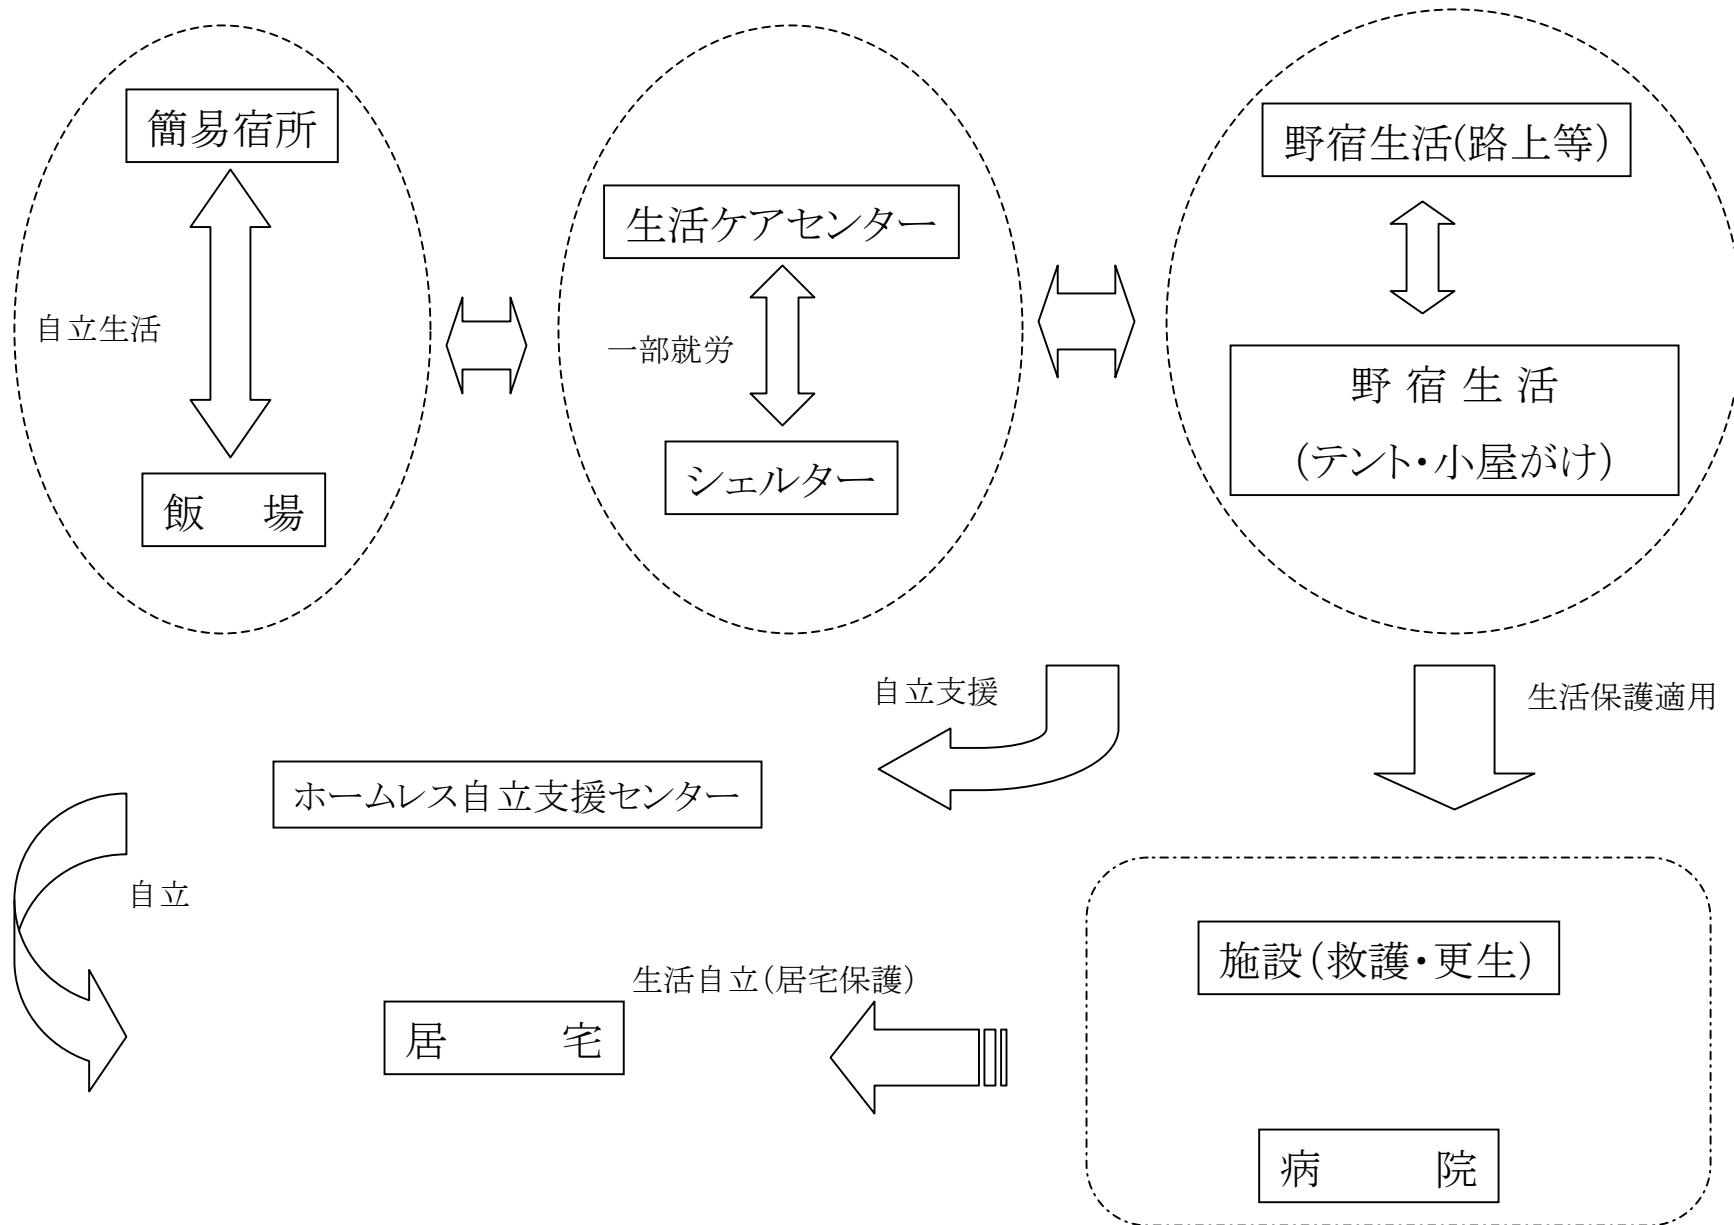 簡易宿所
自立生活
飯　場
生活ケアセンター
一部就労
シェルター
野宿生活(路上等)
野宿生活
(テント・小屋がけ)
自立支援
生活保護適用
ホームレス自立支援センター
自立
生活自立(居宅保護)
居　宅
施設(救護・更生)
病　院